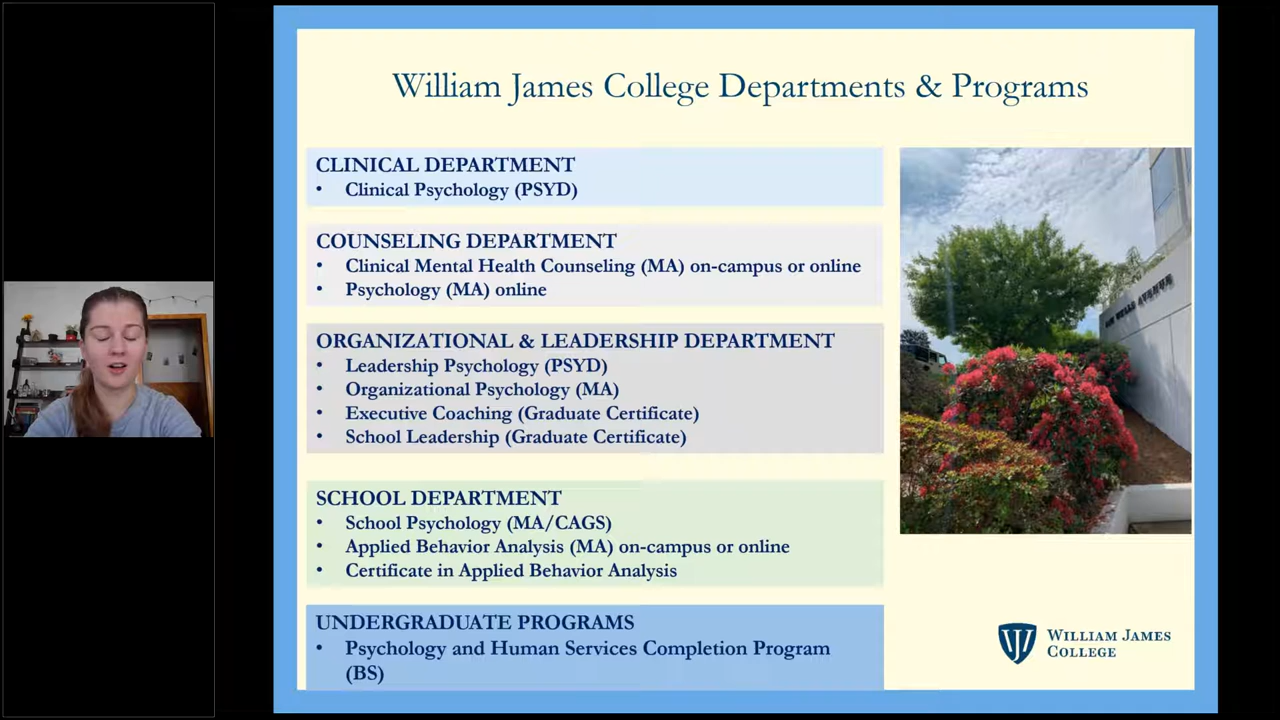 William James College Departments & Programs
CLINICAL DEPARTMENT
• Clinical Psychology (PSYD)
COUNSELING DEPARTMENT
• Clinical Mental Health Counseling (MA) on-campus or online
• Psychology (MA) online
ORGANIZATIONAL & LEADERSHIP DEPARTMENT
• Leadership Psychology (PSYD)
• Organizational Psychology (MA)
• Executive Coaching (Graduate Certificate)
• School Leadership (Graduate Certificate)
SCHOOL DEPARTMENT
• School Psychology (MA/CAGS)
• Applied Behavior Analysis (MA) on-campus or online
• Certificate in Applied Behavior Analysis
UNDERGRADUATE PROGRAMS
• Psychology and Human Services Completion Program
(BS)
WELLS AVENUE
WILLIAM JAMES
COLLEGE